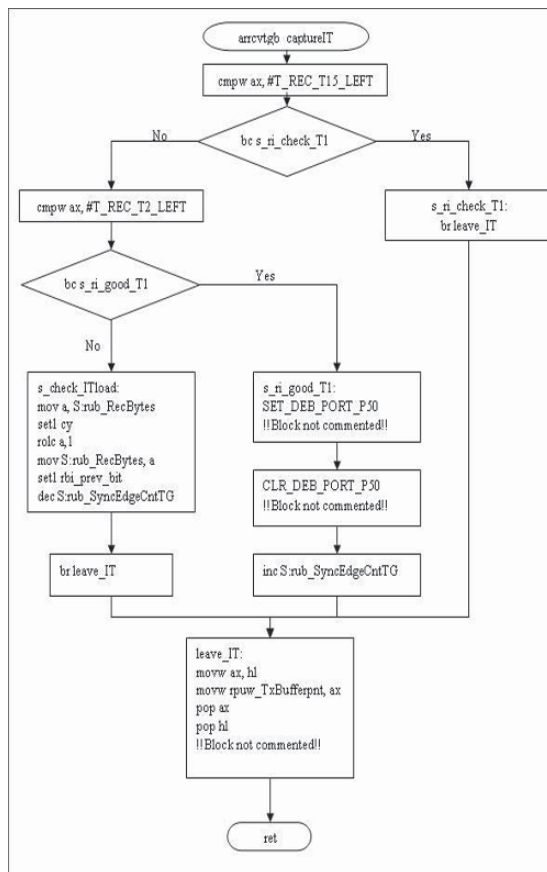 arrcvtgb_captureIT
cmpw ax, #T_REC_T15_LEFT
bc s_ri_check_T1
No
Yes
cmpw ax, #T_REC_T2_LEFT
s_ri_check_T1:
br leave_IT
bc s_ri_good_T1
Yes
No
s_check_ITload:
mov a, S:rub_RecBytes
set1 cy
rolc a,1
mov S:rub_RecBytes, a
set1 rbi_prev_bit
dec S:rub_SyncEdgeCntTG
s_ri_good_T1:
SET_DEB_PORT_P50
!!Block not commented!!
CLR_DEB_PORT_P50
!!Block not commented!!
br leave_IT
inc S:rub_SyncEdgeCntTG
leave_IT:
movw ax, hl
movw rpuw_TxBufferpnt, ax
pop ax
pop hl
!!Block not commented!!
ret